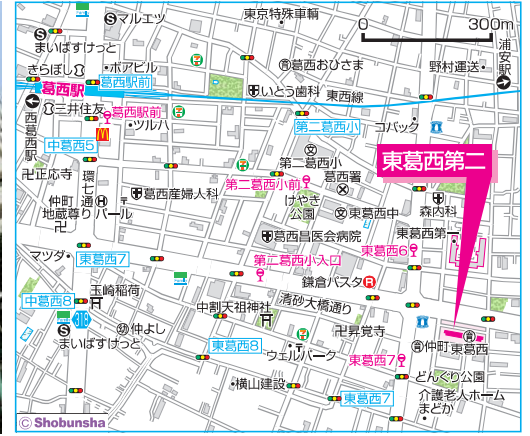 マルエツ
東京特殊車輌
0
300m
まいばすけっと
浦安駅
きらぼし
ボアビル
葛西おひさま
野村運送
葛西駅
葛西駅前
いとう歯科
東西線
三井住友
葛西駅前
コバック
西葛西駅
ツルハ
第二葛西小
中葛西5
第二葛西小
東葛西第二
正応寺
葛西署
環七通り
葛西産婦人科
第二葛西小前
けやき公園
森内科
仲町地蔵尊
パール
東葛西中
葛西昌医会病院
東葛西第一
マツダ
東葛西6
東葛西7
第二葛西小入口
鎌倉パスタ
玉崎稲荷
中葛西8
清砂大橋通り
中割天祖神社
318
仲よし
昇覚寺
まいばすけっと
仲町
東葛西
東葛西8
ウェルパーク
東葛西7
どんぐり公園
横山建設
介護老人ホーム
まどか
東葛西7
© Shobunsha